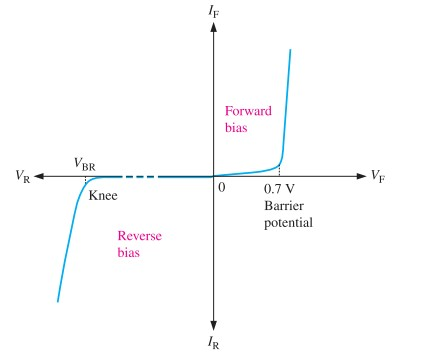 I_F
Forward
bias
V_BR
V_R
V_F
0
0.7 V
Knee
Barrier
potential
Reverse
bias
I_R